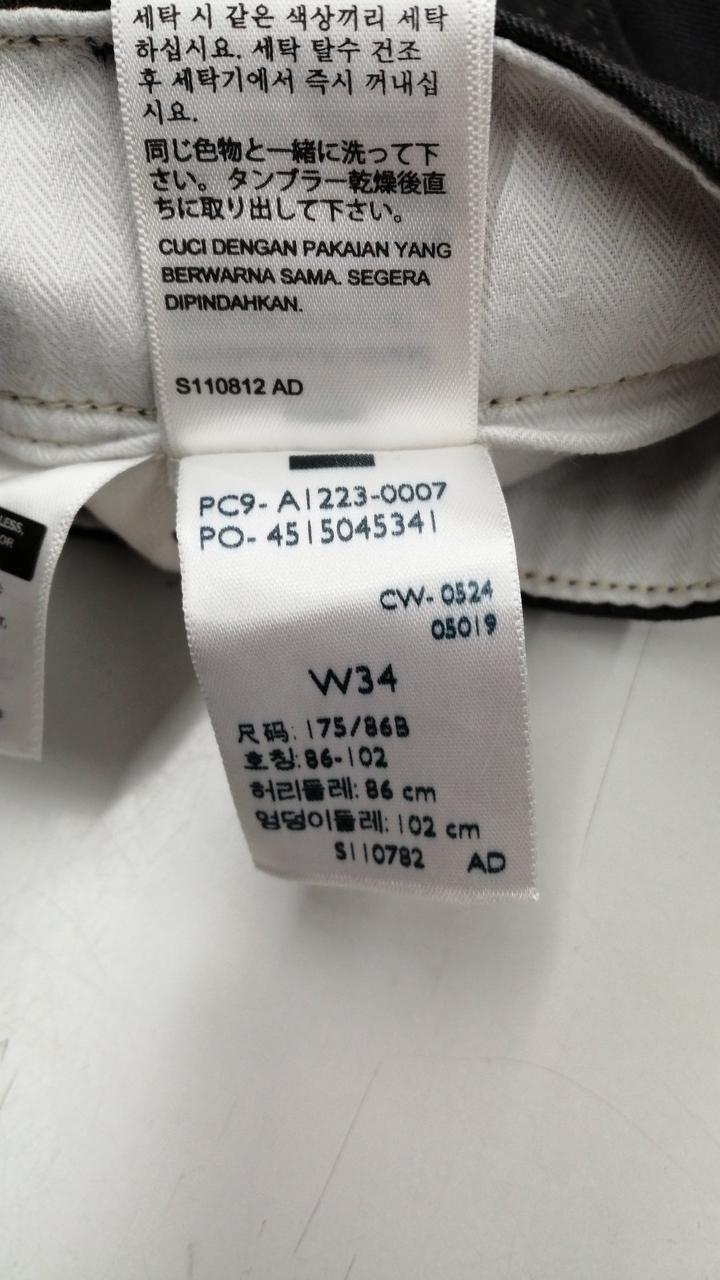 세탁 시 같은 색상끼리 세탁
하십시요. 세탁 탈수 건조
후 세탁기에서 즉시 꺼내십
시요.
同じ色物と一緒に洗って下
さい。 タンブラー乾燥後直
ちに取り出して下さい。
CUCI DENGAN PAKAIAN YANG
BERWARNA SAMA. SEGERA
DIPINDAHKAN.
S110812 AD
PC9- A1223-0007
PO- 4515045341
CW- 0524
05019
W34
尺码: 175/86B
호칭: 86-102
허리둘레: 86 cm
엉덩이둘레: 102 cm
S110782 AD
LESS,
OR